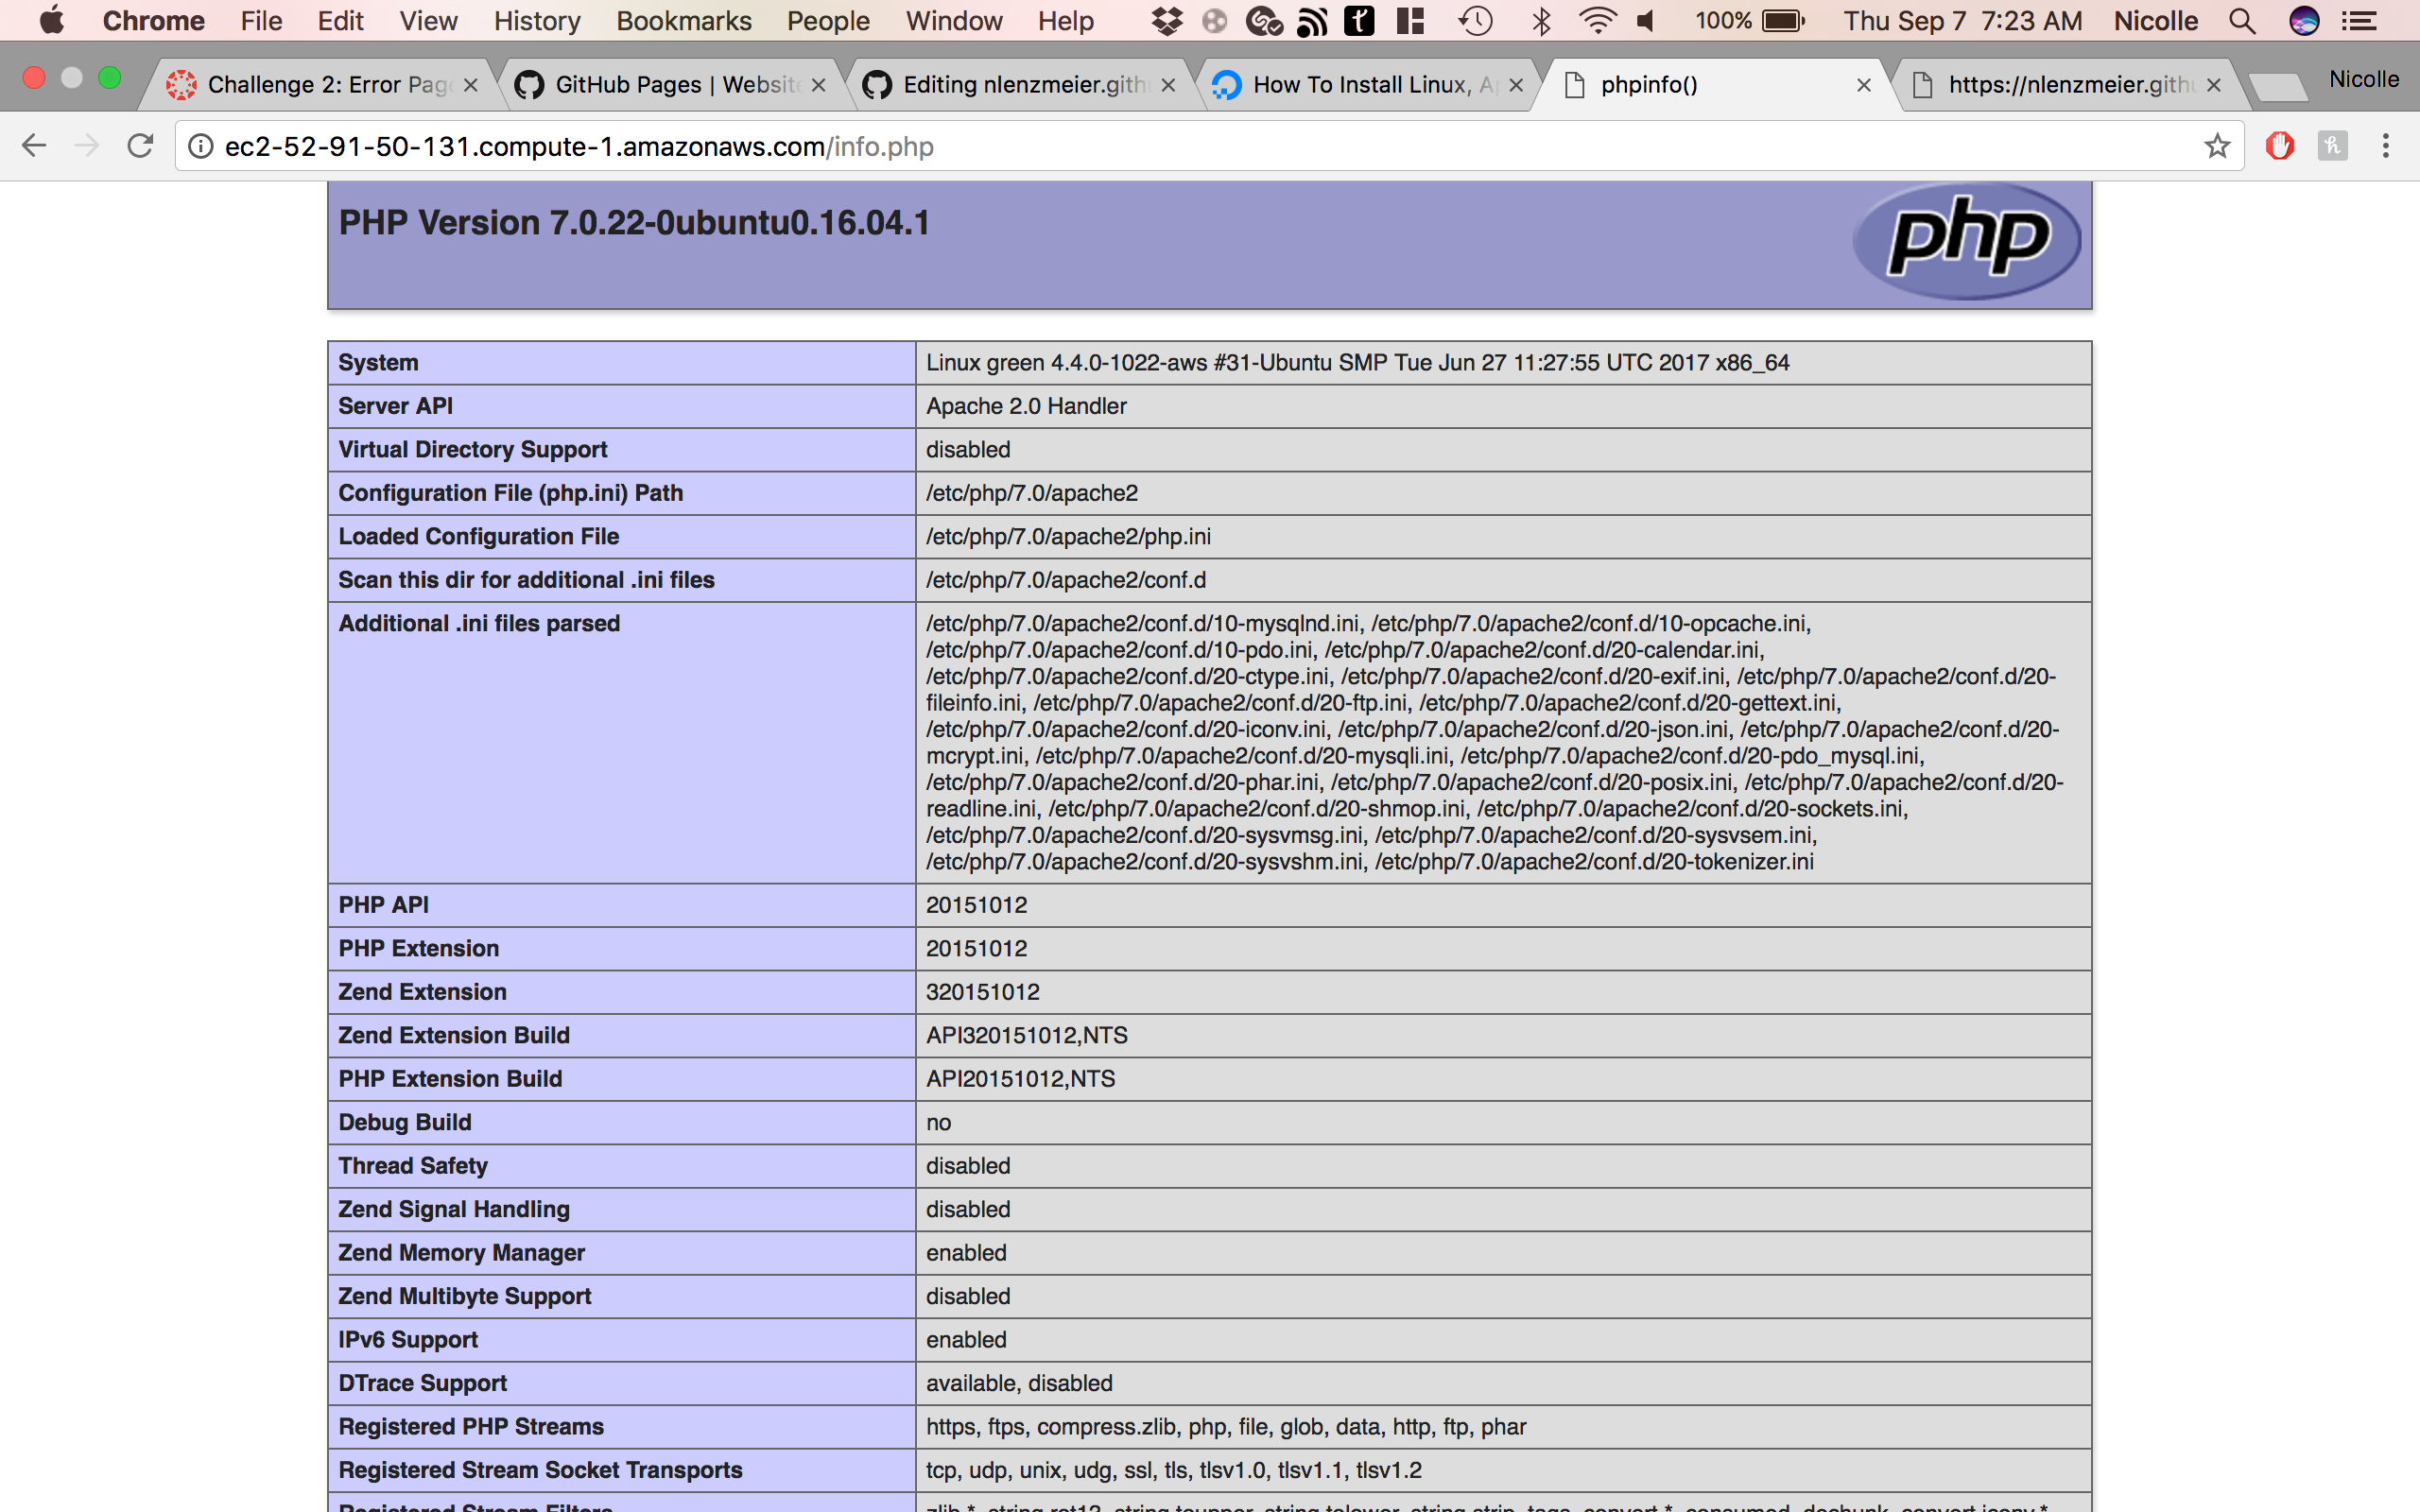 Chrome File Edit View History Bookmarks People Window Help 100% Thu Sep 7 7:23 AM Nicolle
Challenge 2: Error Page GitHub Pages | Website Editing nlenzmeier.gith How To Install Linux, A phpinfo() https://nlenzmeier.githu Nicolle
ec2-52-91-50-131.compute-1.amazonaws.com/info.php
PHP Version 7.0.22-0ubuntu0.16.04.1
php
System Linux green 4.4.0-1022-aws #31-Ubuntu SMP Tue Jun 27 11:27:55 UTC 2017 x86_64
Server API Apache 2.0 Handler
Virtual Directory Support disabled
Configuration File (php.ini) Path /etc/php/7.0/apache2
Loaded Configuration File /etc/php/7.0/apache2/php.ini
Scan this dir for additional .ini files /etc/php/7.0/apache2/conf.d
Additional .ini files parsed /etc/php/7.0/apache2/conf.d/10-mysqlnd.ini, /etc/php/7.0/apache2/conf.d/10-opcache.ini,
/etc/php/7.0/apache2/conf.d/10-pdo.ini, /etc/php/7.0/apache2/conf.d/20-calendar.ini,
/etc/php/7.0/apache2/conf.d/20-ctype.ini, /etc/php/7.0/apache2/conf.d/20-exif.ini, /etc/php/7.0/apache2/conf.d/20-
fileinfo.ini, /etc/php/7.0/apache2/conf.d/20-ftp.ini, /etc/php/7.0/apache2/conf.d/20-gettext.ini,
/etc/php/7.0/apache2/conf.d/20-iconv.ini, /etc/php/7.0/apache2/conf.d/20-json.ini, /etc/php/7.0/apache2/conf.d/20-
mcrypt.ini, /etc/php/7.0/apache2/conf.d/20-mysqli.ini, /etc/php/7.0/apache2/conf.d/20-pdo_mysql.ini,
/etc/php/7.0/apache2/conf.d/20-phar.ini, /etc/php/7.0/apache2/conf.d/20-posix.ini, /etc/php/7.0/apache2/conf.d/20-
readline.ini, /etc/php/7.0/apache2/conf.d/20-shmop.ini, /etc/php/7.0/apache2/conf.d/20-sockets.ini,
/etc/php/7.0/apache2/conf.d/20-sysvmsg.ini, /etc/php/7.0/apache2/conf.d/20-sysvsem.ini,
/etc/php/7.0/apache2/conf.d/20-sysvshm.ini, /etc/php/7.0/apache2/conf.d/20-tokenizer.ini
PHP API 20151012
PHP Extension 20151012
Zend Extension 320151012
Zend Extension Build API320151012,NTS
PHP Extension Build API20151012,NTS
Debug Build no
Thread Safety disabled
Zend Signal Handling disabled
Zend Memory Manager enabled
Zend Multibyte Support disabled
IPv6 Support enabled
DTrace Support available, disabled
Registered PHP Streams https, ftps, compress.zlib, php, file, glob, data, http, ftp, phar
Registered Stream Socket Transports tcp, udp, unix, udg, ssl, tls, tlsv1.0, tlsv1.1, tlsv1.2
Registered Stream Filters zlib.*, string.rot13, string.toupper, string.tolower, string.strip_tags, convert.*, consumed, dechunk, convert.iconv.*